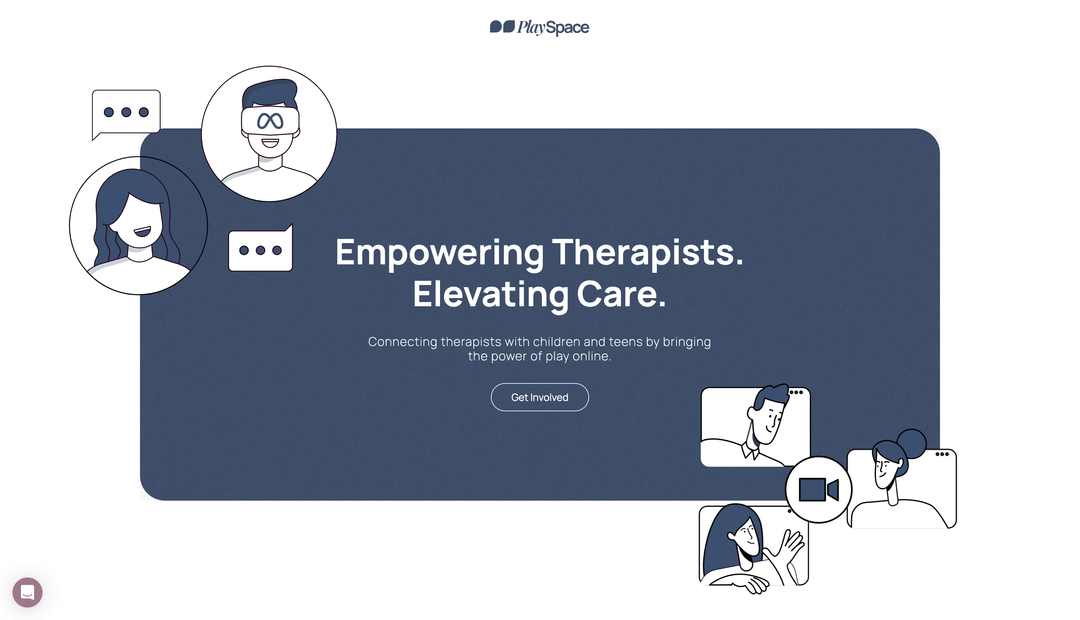 PlaySpace
Empowering Therapists.
Elevating Care.
Connecting therapists with children and teens by bringing
the power of play online.
Get Involved